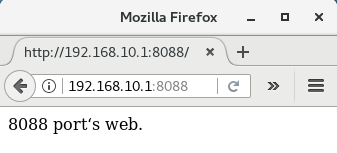 Mozilla Firefox
http://192.168.10.1:8088/
192.168.10.1:8088
8088 port‘s web.